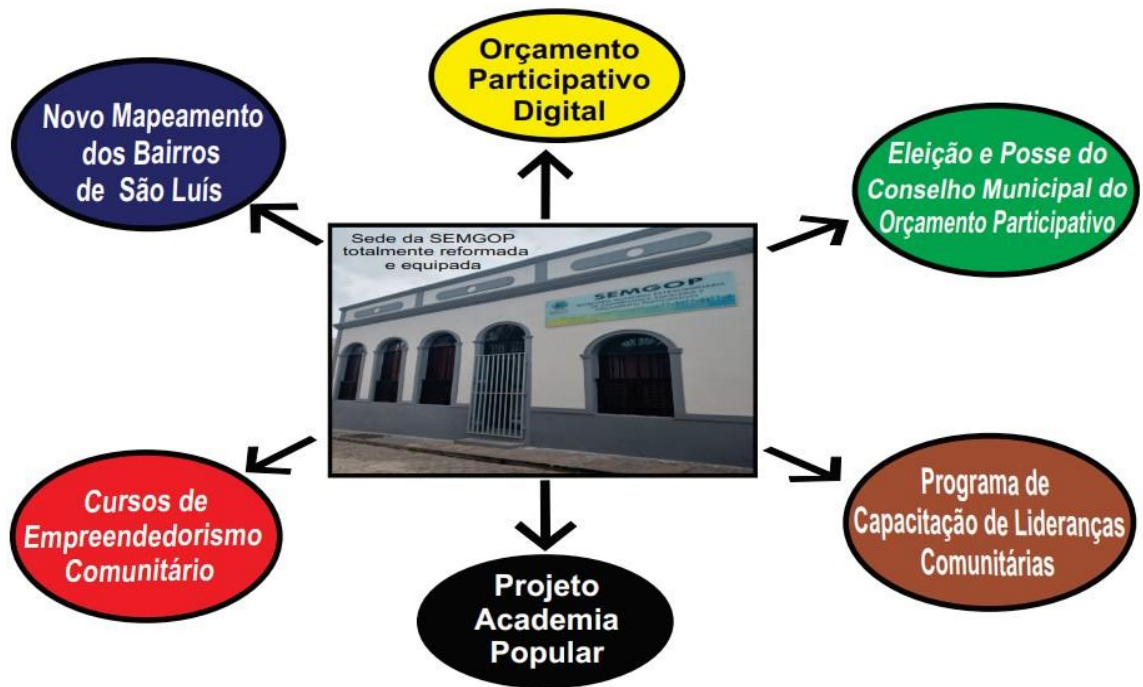 Orçamento
Participativo
Digital
Novo Mapeamento
dos Bairros
de São Luís
Eleição e Posse do
Conselho Municipal do
Orçamento Participativo
Sede da SEMGOP
totalmente reformada
e equipada
SEMGOP
Cursos de
Empreendedorismo
Comunitário
Programa de
Capacitação de Lideranças
Comunitárias
Projeto
Academia
Popular